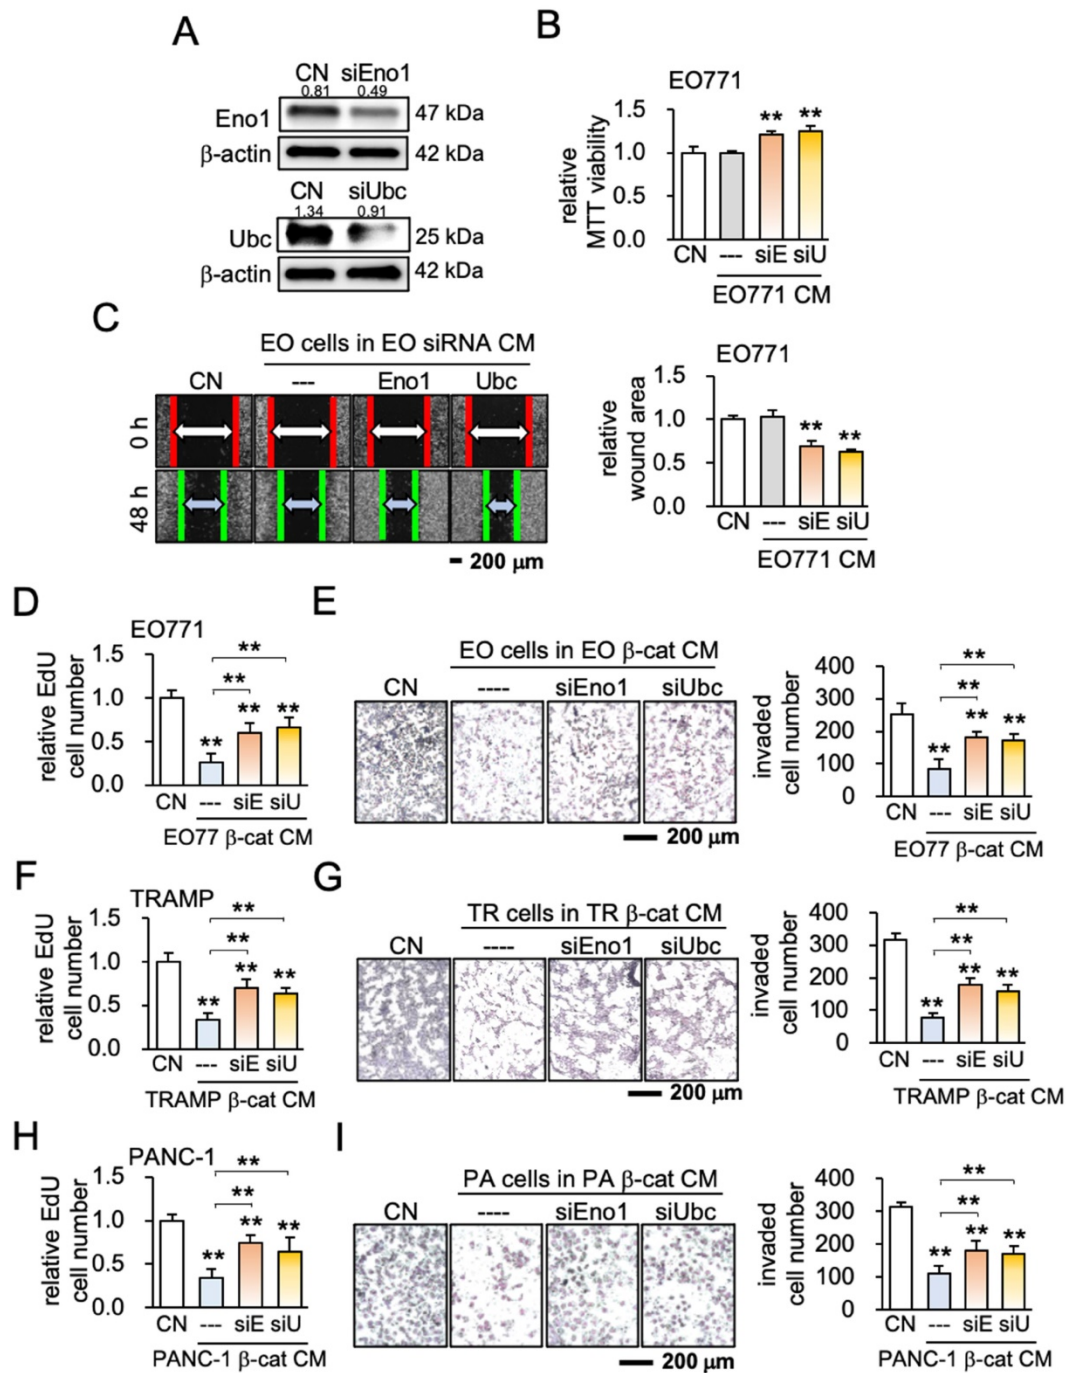 A
CN siEno1
0.81 0.49
Eno1 47 kDa
β-actin 42 kDa
CN siUbc
1.34 0.91
Ubc 25 kDa
β-actin 42 kDa
B
EO771
relative
MTT viability
1.5
1.0
0.5
0.0
** **
CN --- siE siU
EO771 CM
C
EO cells in EO siRNA CM
CN --- Eno1 Ubc
0 h
48 h
200 µm
EO771
relative
wound area
1.5
1.0
0.5
0.0
** **
CN --- siE siU
EO771 CM
D
EO771
relative EdU
cell number
1.5
1.0
0.5
0.0
**
**
** ** **
CN --- siE siU
EO77 β-cat CM
E
EO cells in EO β-cat CM
CN ---- siEno1 siUbc
200 µm
invaded
cell number
400
300
200
100
0
**
**
** ** **
CN --- siE siU
EO77 β-cat CM
F
TRAMP
relative EdU
cell number
1.5
1.0
0.5
0.0
**
**
** ** **
CN --- siE siU
TRAMP β-cat CM
G
TR cells in TR β-cat CM
CN ---- siEno1 siUbc
200 µm
invaded
cell number
400
300
200
100
0
**
**
** ** **
CN --- siE siU
TRAMP β-cat CM
H
PANC-1
relative EdU
cell number
1.5
1.0
0.5
0.0
**
**
** ** **
CN --- siE siU
PANC-1 β-cat CM
I
PA cells in PA β-cat CM
CN ---- siEno1 siUbc
200 µm
invaded
cell number
400
300
200
100
0
**
**
** ** **
CN --- siE siU
PANC-1 β-cat CM